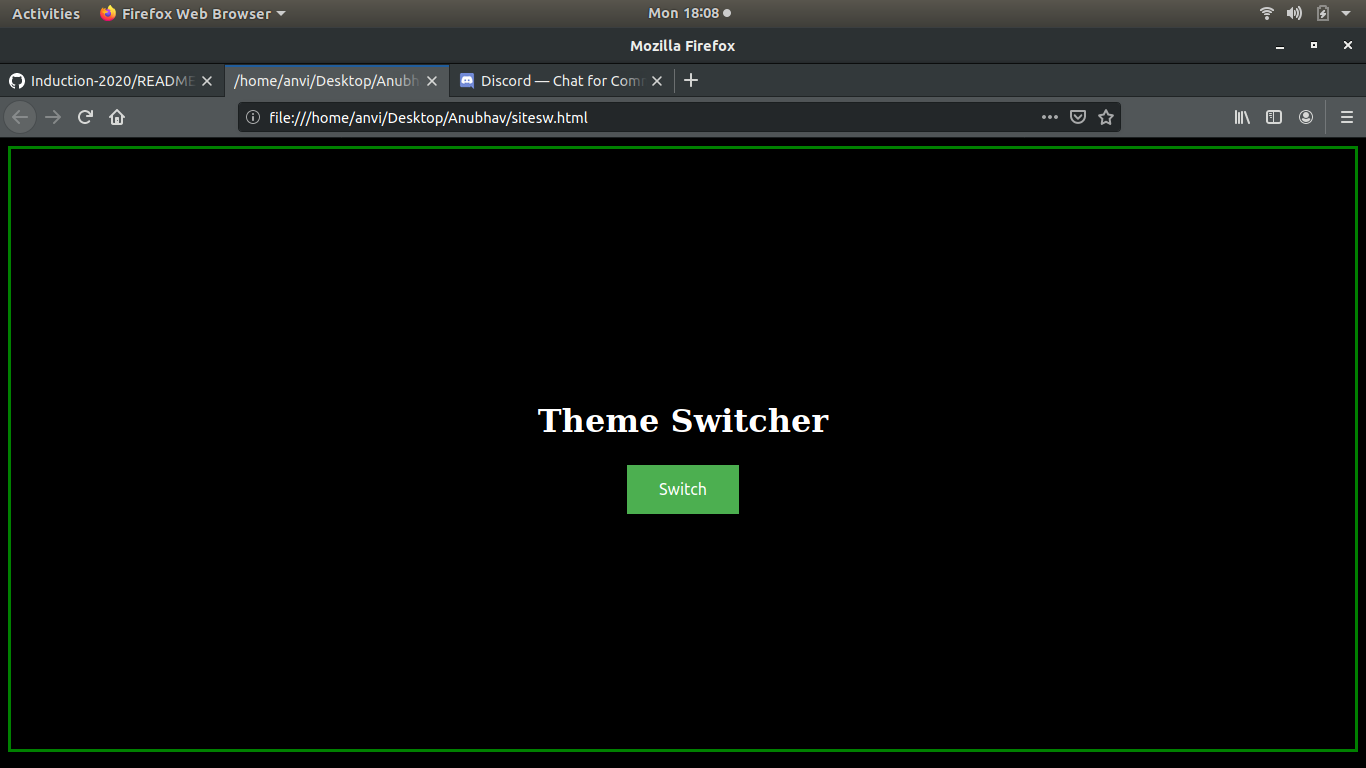 Activities Firefox Web Browser Mon 18:08
Mozilla Firefox
Induction-2020/README /home/anvi/Desktop/Anubh Discord — Chat for Com
file:///home/anvi/Desktop/Anubhav/sitesw.html
Theme Switcher
Switch